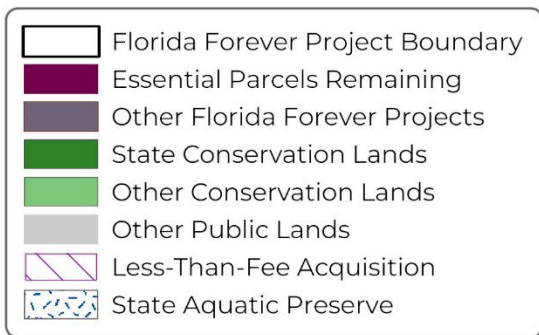 Florida Forever Project Boundary
Essential Parcels Remaining
Other Florida Forever Projects
State Conservation Lands
Other Conservation Lands
Other Public Lands
Less-Than-Fee Acquisition
State Aquatic Preserve